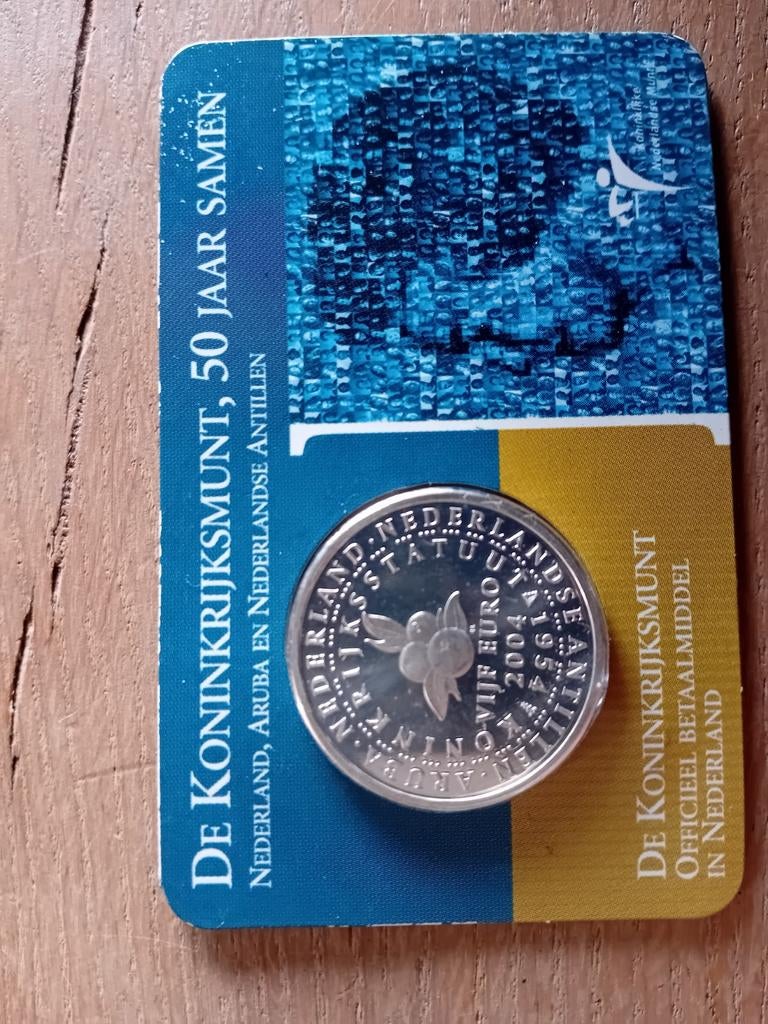 DE KONINKRIJKSMUNT, 50 JAAR SAMEN
NEDERLAND, ARUBA EN NEDERLANDSE ANTILLEN
Koninklijke
Nederlandse Munt
NEDERLAND·NEDERLANDSE ANTILLEN·ARUBA·
KONINKRIJKSSTATUUT 1954
VIJF EURO
2004
DE KONINKRIJKSMUNT
OFFICIEEL BETAALMIDDEL
IN NEDERLAND